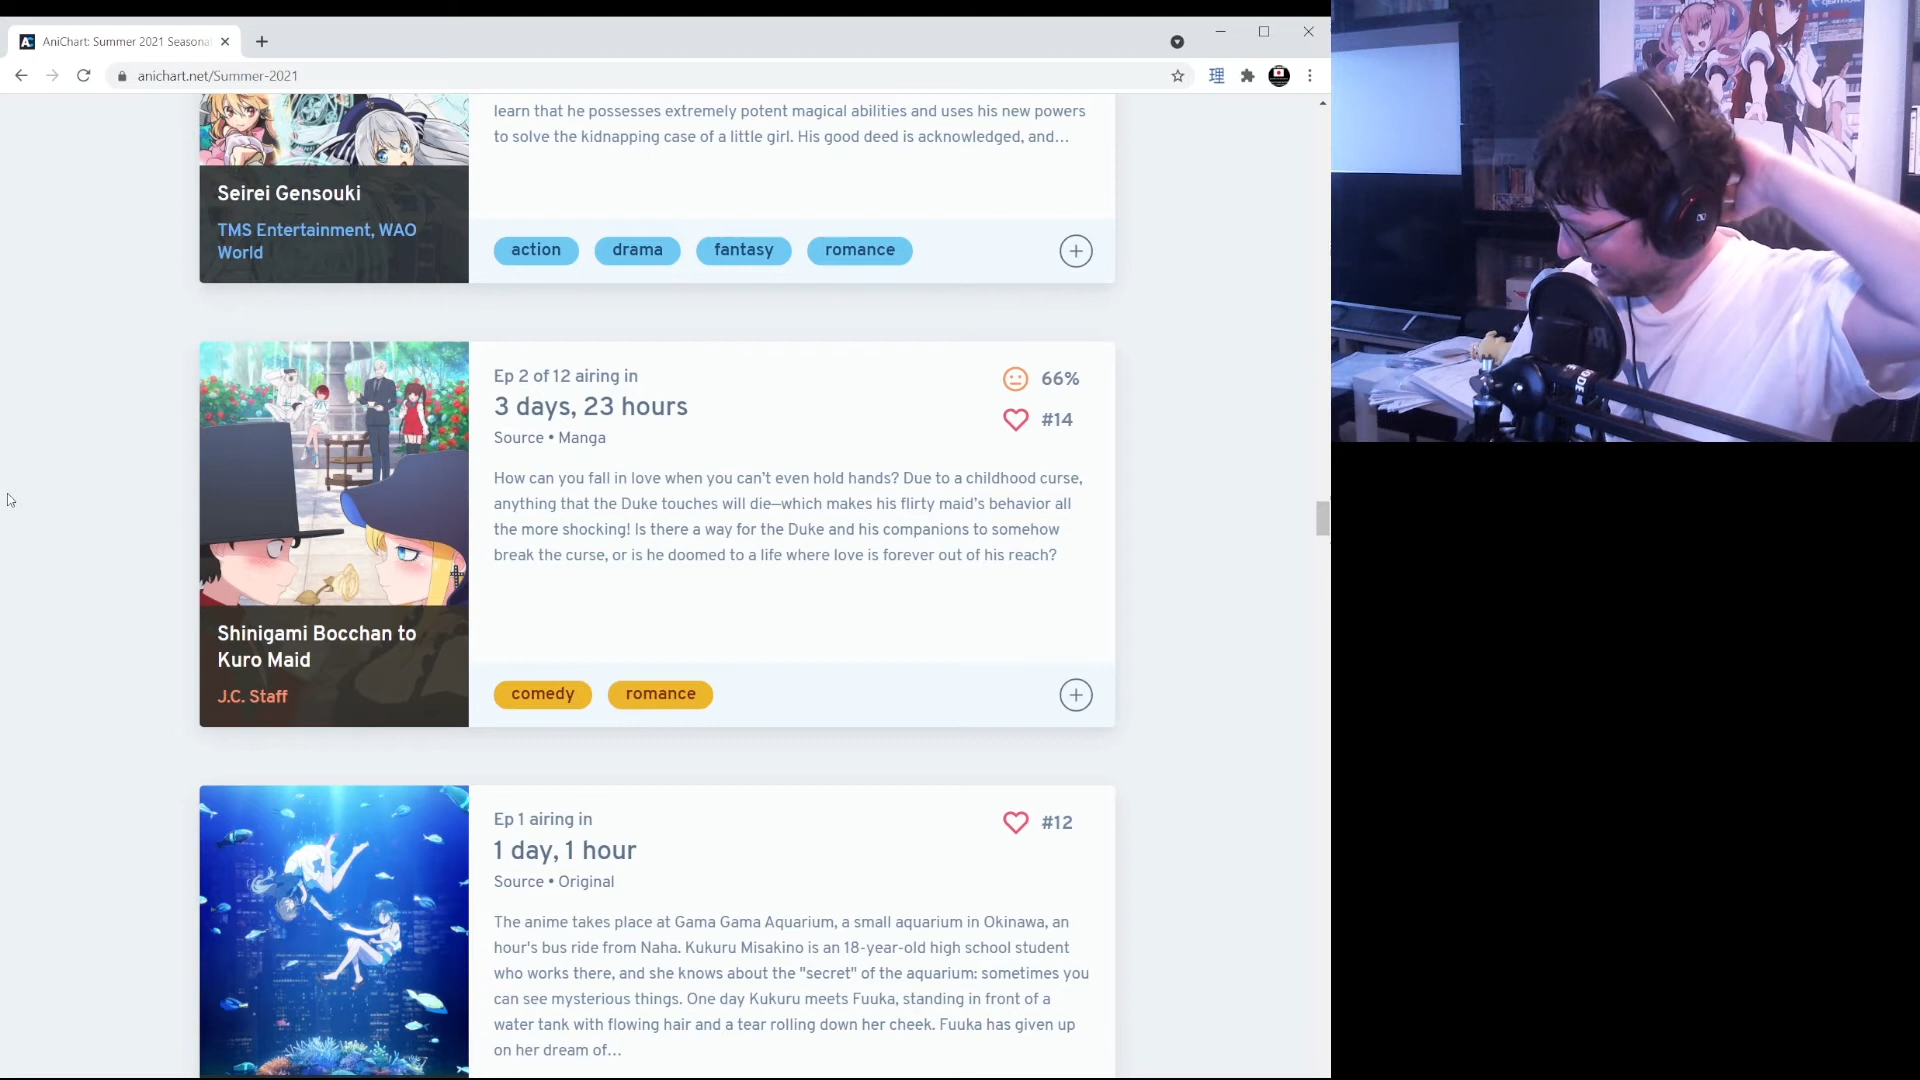 AniChart: Summer 2021 Seasona
anichart.net/Summer-2021
learn that he possesses extremely potent magical abilities and uses his new powers
to solve the kidnapping case of a little girl. His good deed is acknowledged, and…
Seirei Gensouki
TMS Entertainment, WAO
World
action drama fantasy romance
Ep 2 of 12 airing in
66%
3 days, 23 hours
#14
Source • Manga
How can you fall in love when you can’t even hold hands? Due to a childhood curse,
anything that the Duke touches will die—which makes his flirty maid’s behavior all
the more shocking! Is there a way for the Duke and his companions to somehow
break the curse, or is he doomed to a life where love is forever out of his reach?
Shinigami Bocchan to
Kuro Maid
J.C. Staff
comedy romance
Ep 1 airing in
#12
1 day, 1 hour
Source • Original
The anime takes place at Gama Gama Aquarium, a small aquarium in Okinawa, an
hour's bus ride from Naha. Kukuru Misakino is an 18-year-old high school student
who works there, and she knows about the "secret" of the aquarium: sometimes you
can see mysterious things. One day Kukuru meets Fuuka, standing in front of a
water tank with flowing hair and a tear rolling down her cheek. Fuuka has given up
on her dream of…